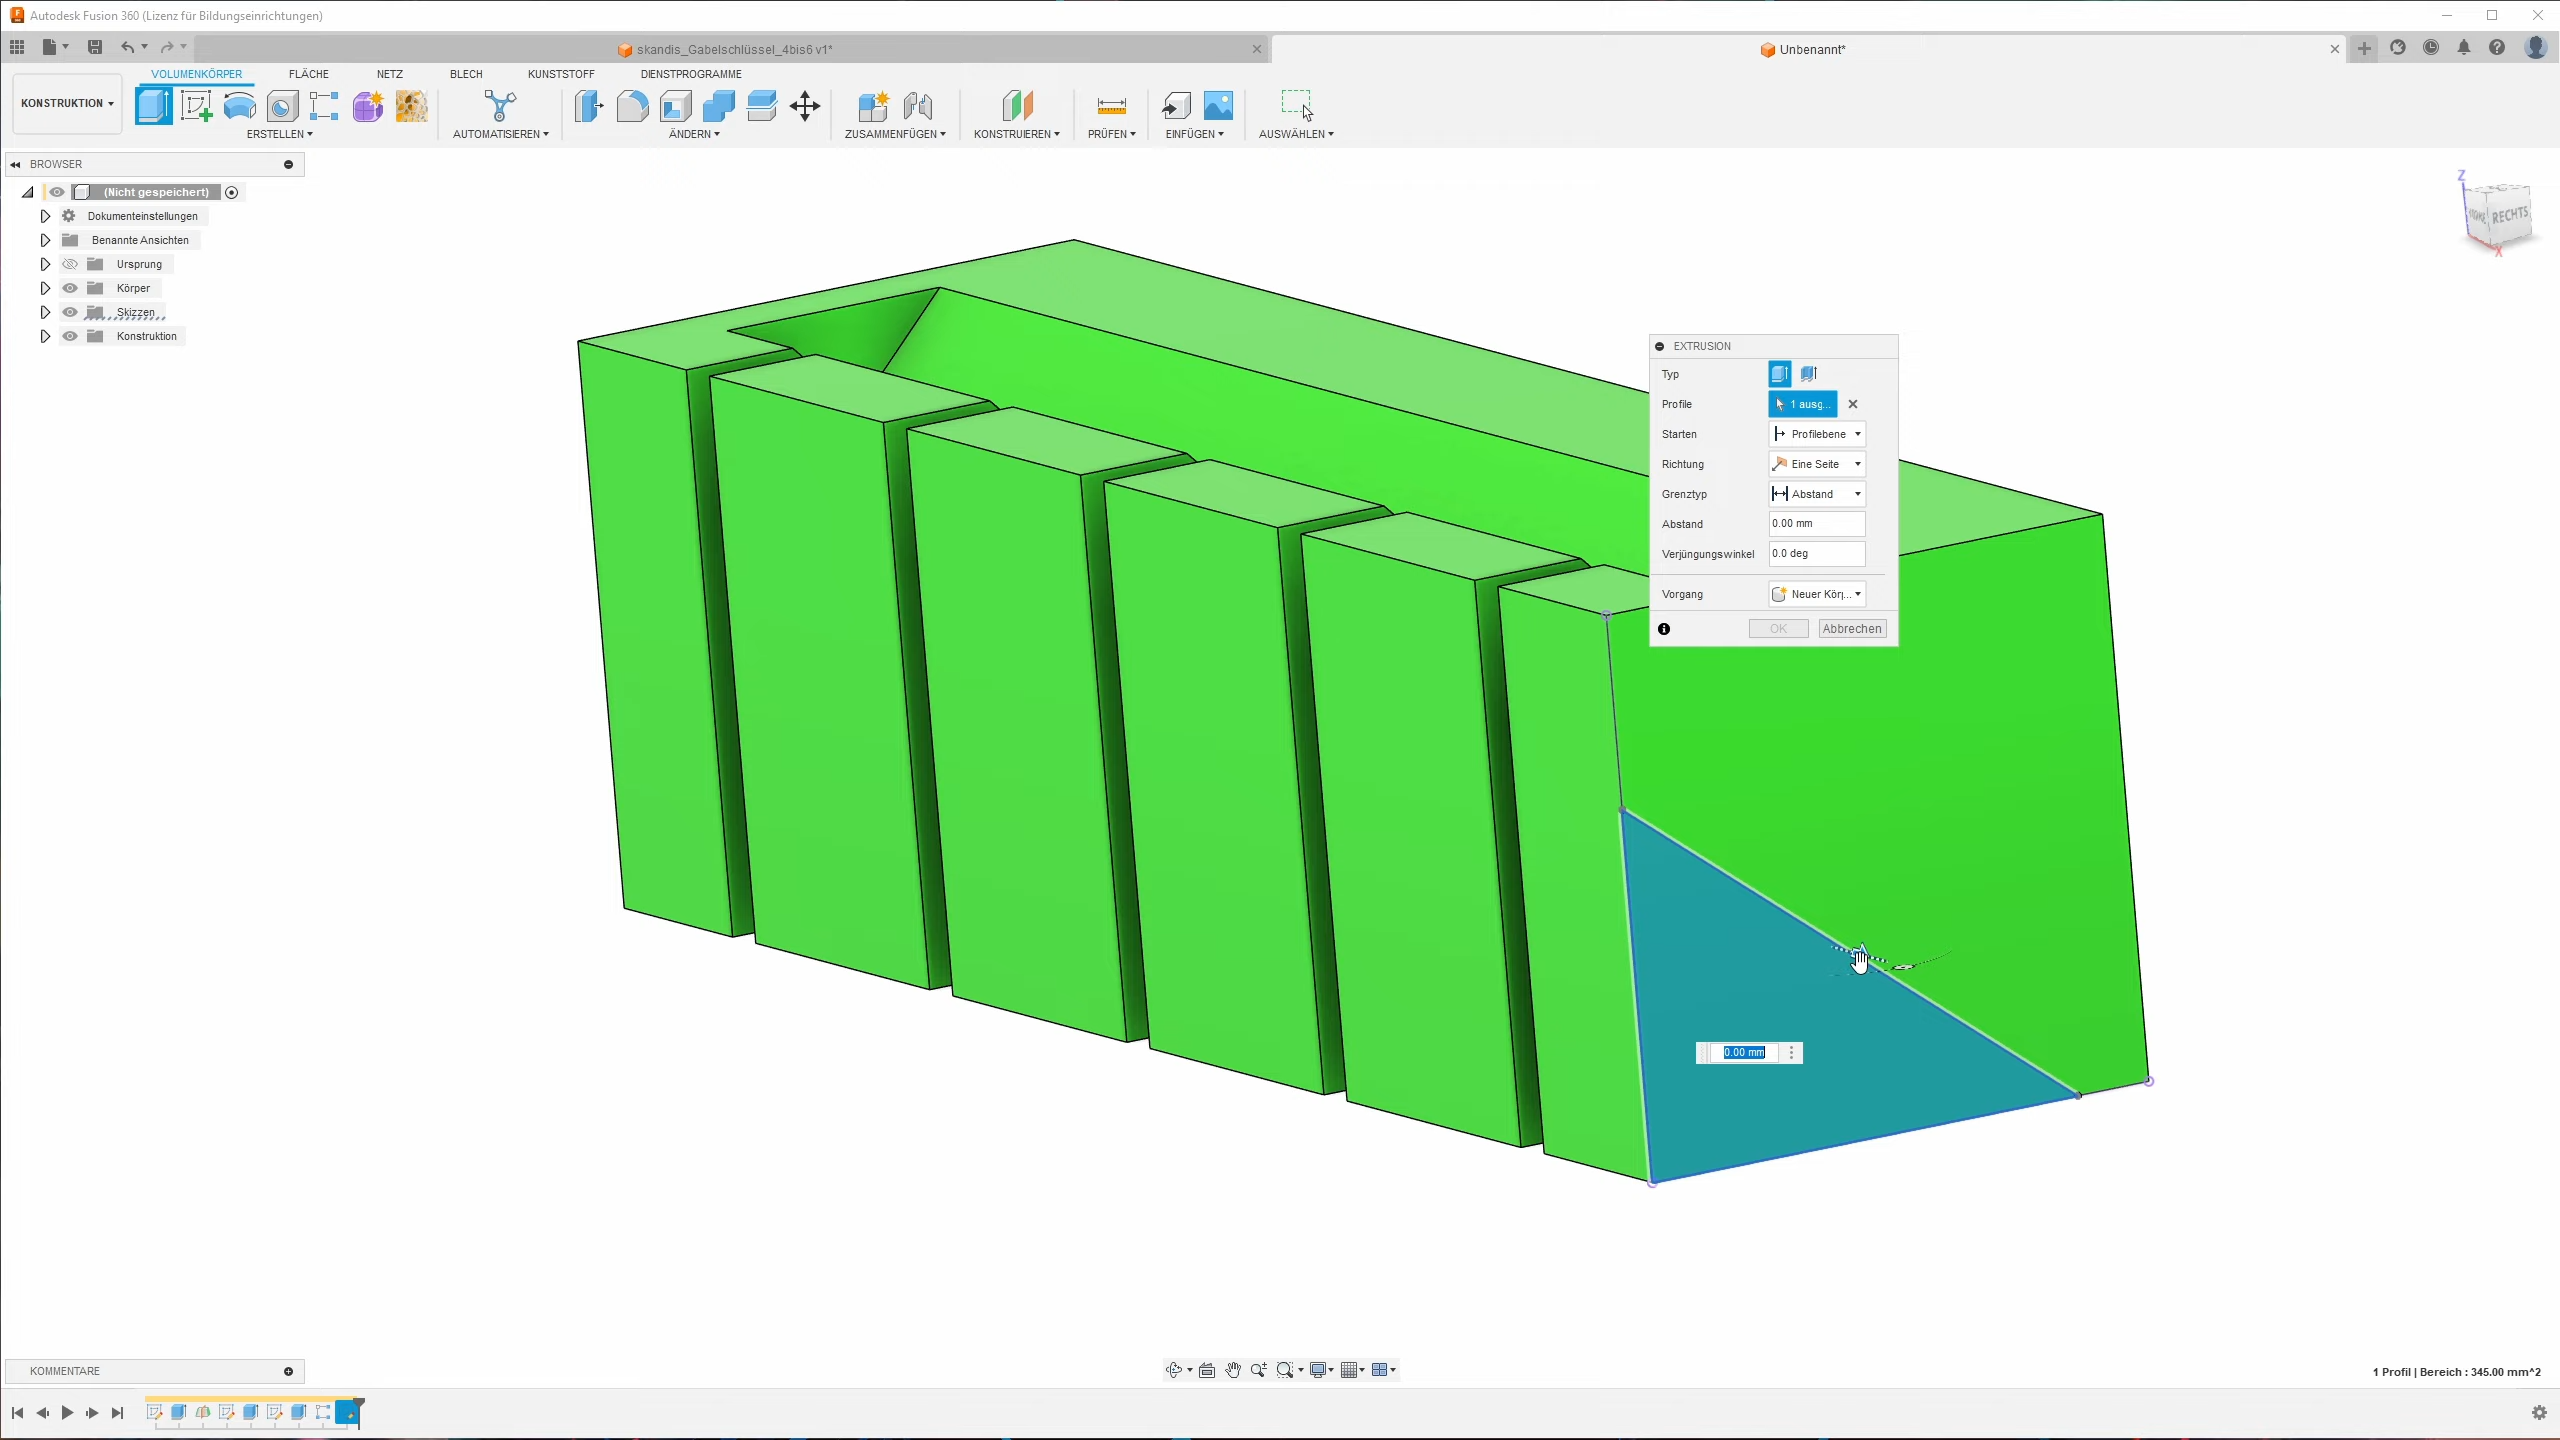 Autodesk Fusion 360 (Lizenz für Bildungseinrichtungen)
skandis_Gabelschlüssel_4bis6 v1*
Unbenannt*
VOLUMENKÖRPER FLÄCHE NETZ BLECH KUNSTSTOFF DIENSTPROGRAMME
KONSTRUKTION
ERSTELLEN AUTOMATISIEREN ÄNDERN ZUSAMMENFÜGEN KONSTRUIEREN PRÜFEN EINFÜGEN AUSWÄHLEN
BROWSER
(Nicht gespeichert)
Dokumenteinstellungen
Benannte Ansichten
Ursprung
Körper
Skizzen
Konstruktion
Z
RECHTS
X
EXTRUSION
Typ
Profile 1 ausg...
Starten Profilebene
Richtung Eine Seite
Grenztyp Abstand
Abstand 0.00 mm
Verjüngungswinkel 0.0 deg
Vorgang Neuer Körp...
OK Abbrechen
0.00 mm
KOMMENTARE
1 Profil | Bereich : 345.00 mm^2